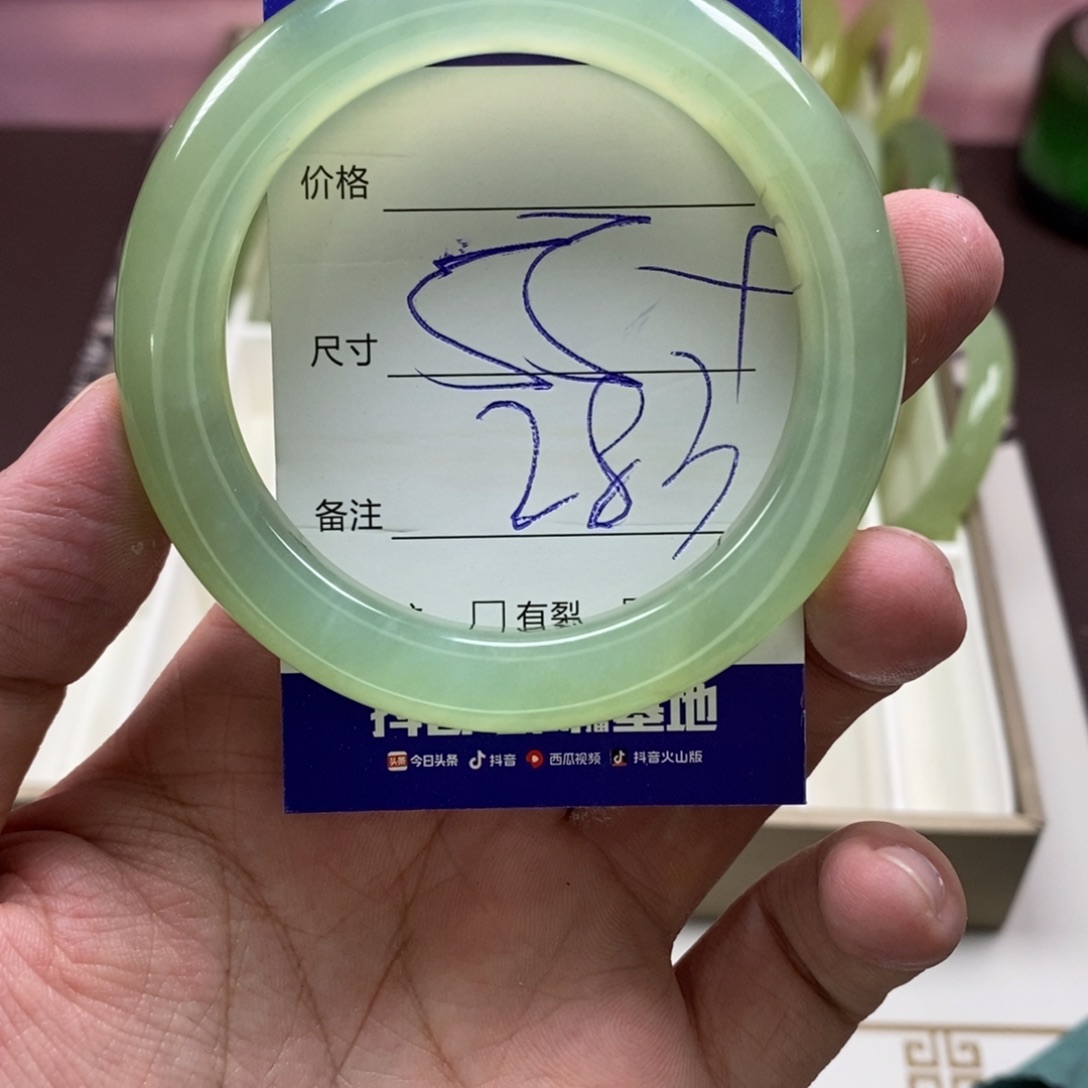 价格
55+
尺寸
283
备注
有裂
今日头条 抖音 西瓜视频 抖音火山版